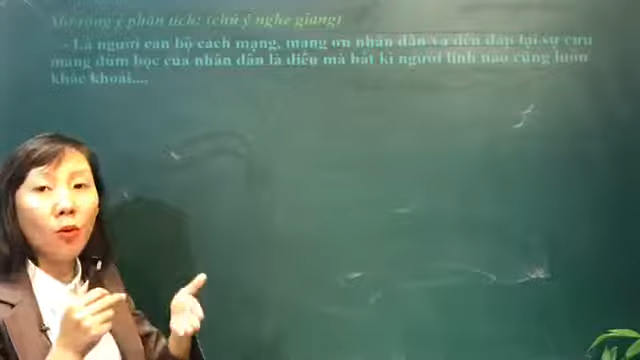 Mở rộng ý phân tích: (chú ý nghe giảng)
- Là người cán bộ cách mạng, mang ơn nhân dân và đền đáp lại sự cưu
mang đùm bọc của nhân dân là điều mà bất kì người lính nào cũng luôn
khắc khoải....